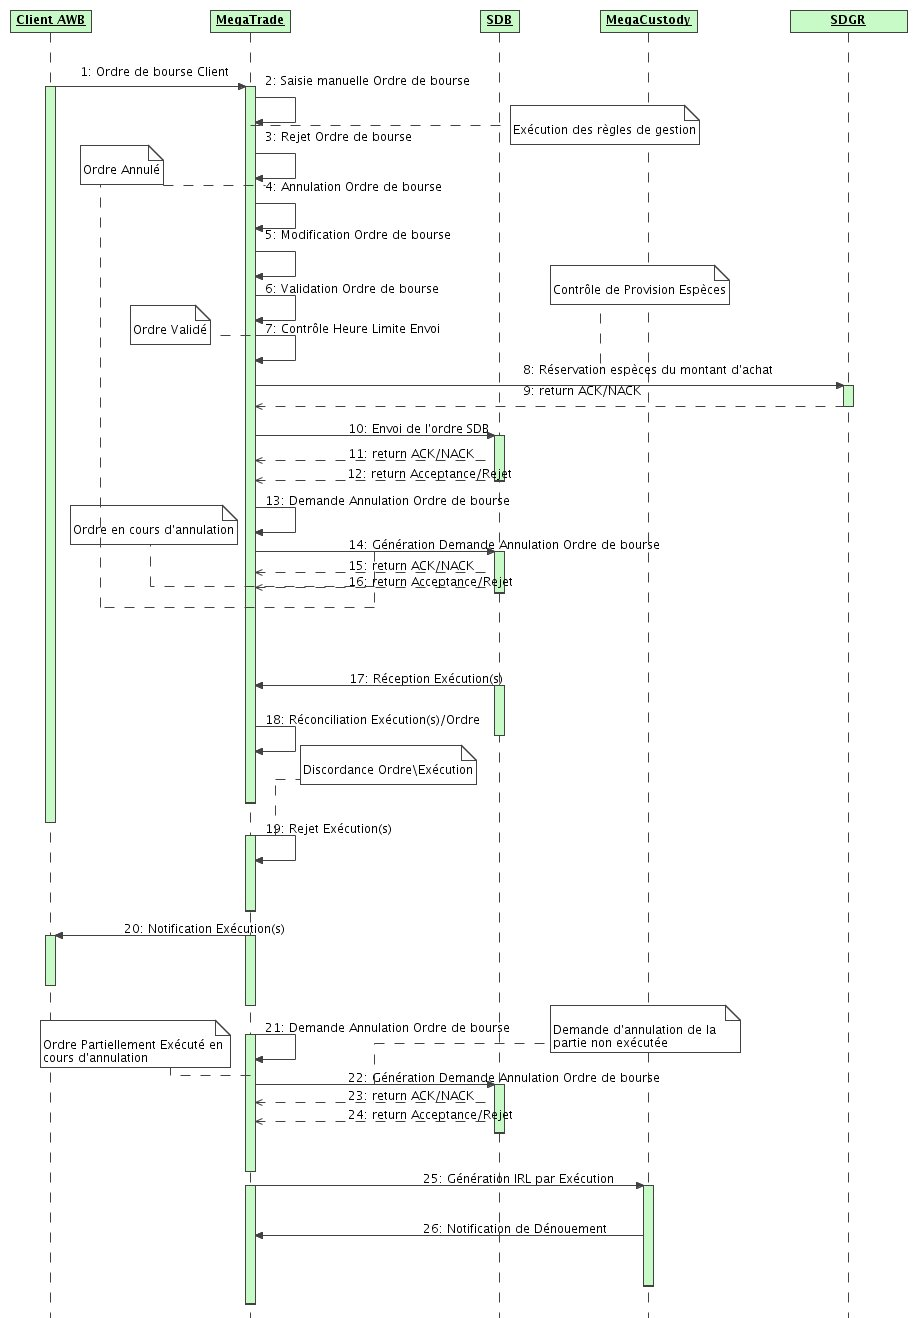 Client AWB
MegaTrade
SDB
MegaCustody
SDGR
1: Ordre de bourse Client
2: Saisie manuelle Ordre de bourse
Exécution des règles de gestion
3: Rejet Ordre de bourse
Ordre Annulé
4: Annulation Ordre de bourse
5: Modification Ordre de bourse
6: Validation Ordre de bourse
Contrôle de Provision Espèces
Ordre Validé
7: Contrôle Heure Limite Envoi
8: Réservation espèces du montant d'achat
9: return ACK/NACK
10: Envoi de l'ordre SDB
11: return ACK/NACK
12: return Acceptance/Rejet
13: Demande Annulation Ordre de bourse
Ordre en cours d'annulation
14: Génération Demande Annulation Ordre de bourse
15: return ACK/NACK
16: return Acceptance/Rejet
17: Réception Exécution(s)
18: Réconciliation Exécution(s)/Ordre
Discordance Ordre\Exécution
19: Rejet Exécution(s)
20: Notification Exécution(s)
21: Demande Annulation Ordre de bourse
Demande d'annulation de la
partie non exécutée
Ordre Partiellement Exécuté en
cours d'annulation
22: Génération Demande Annulation Ordre de bourse
23: return ACK/NACK
24: return Acceptance/Rejet
25: Génération IRL par Exécution
26: Notification de Dénouement